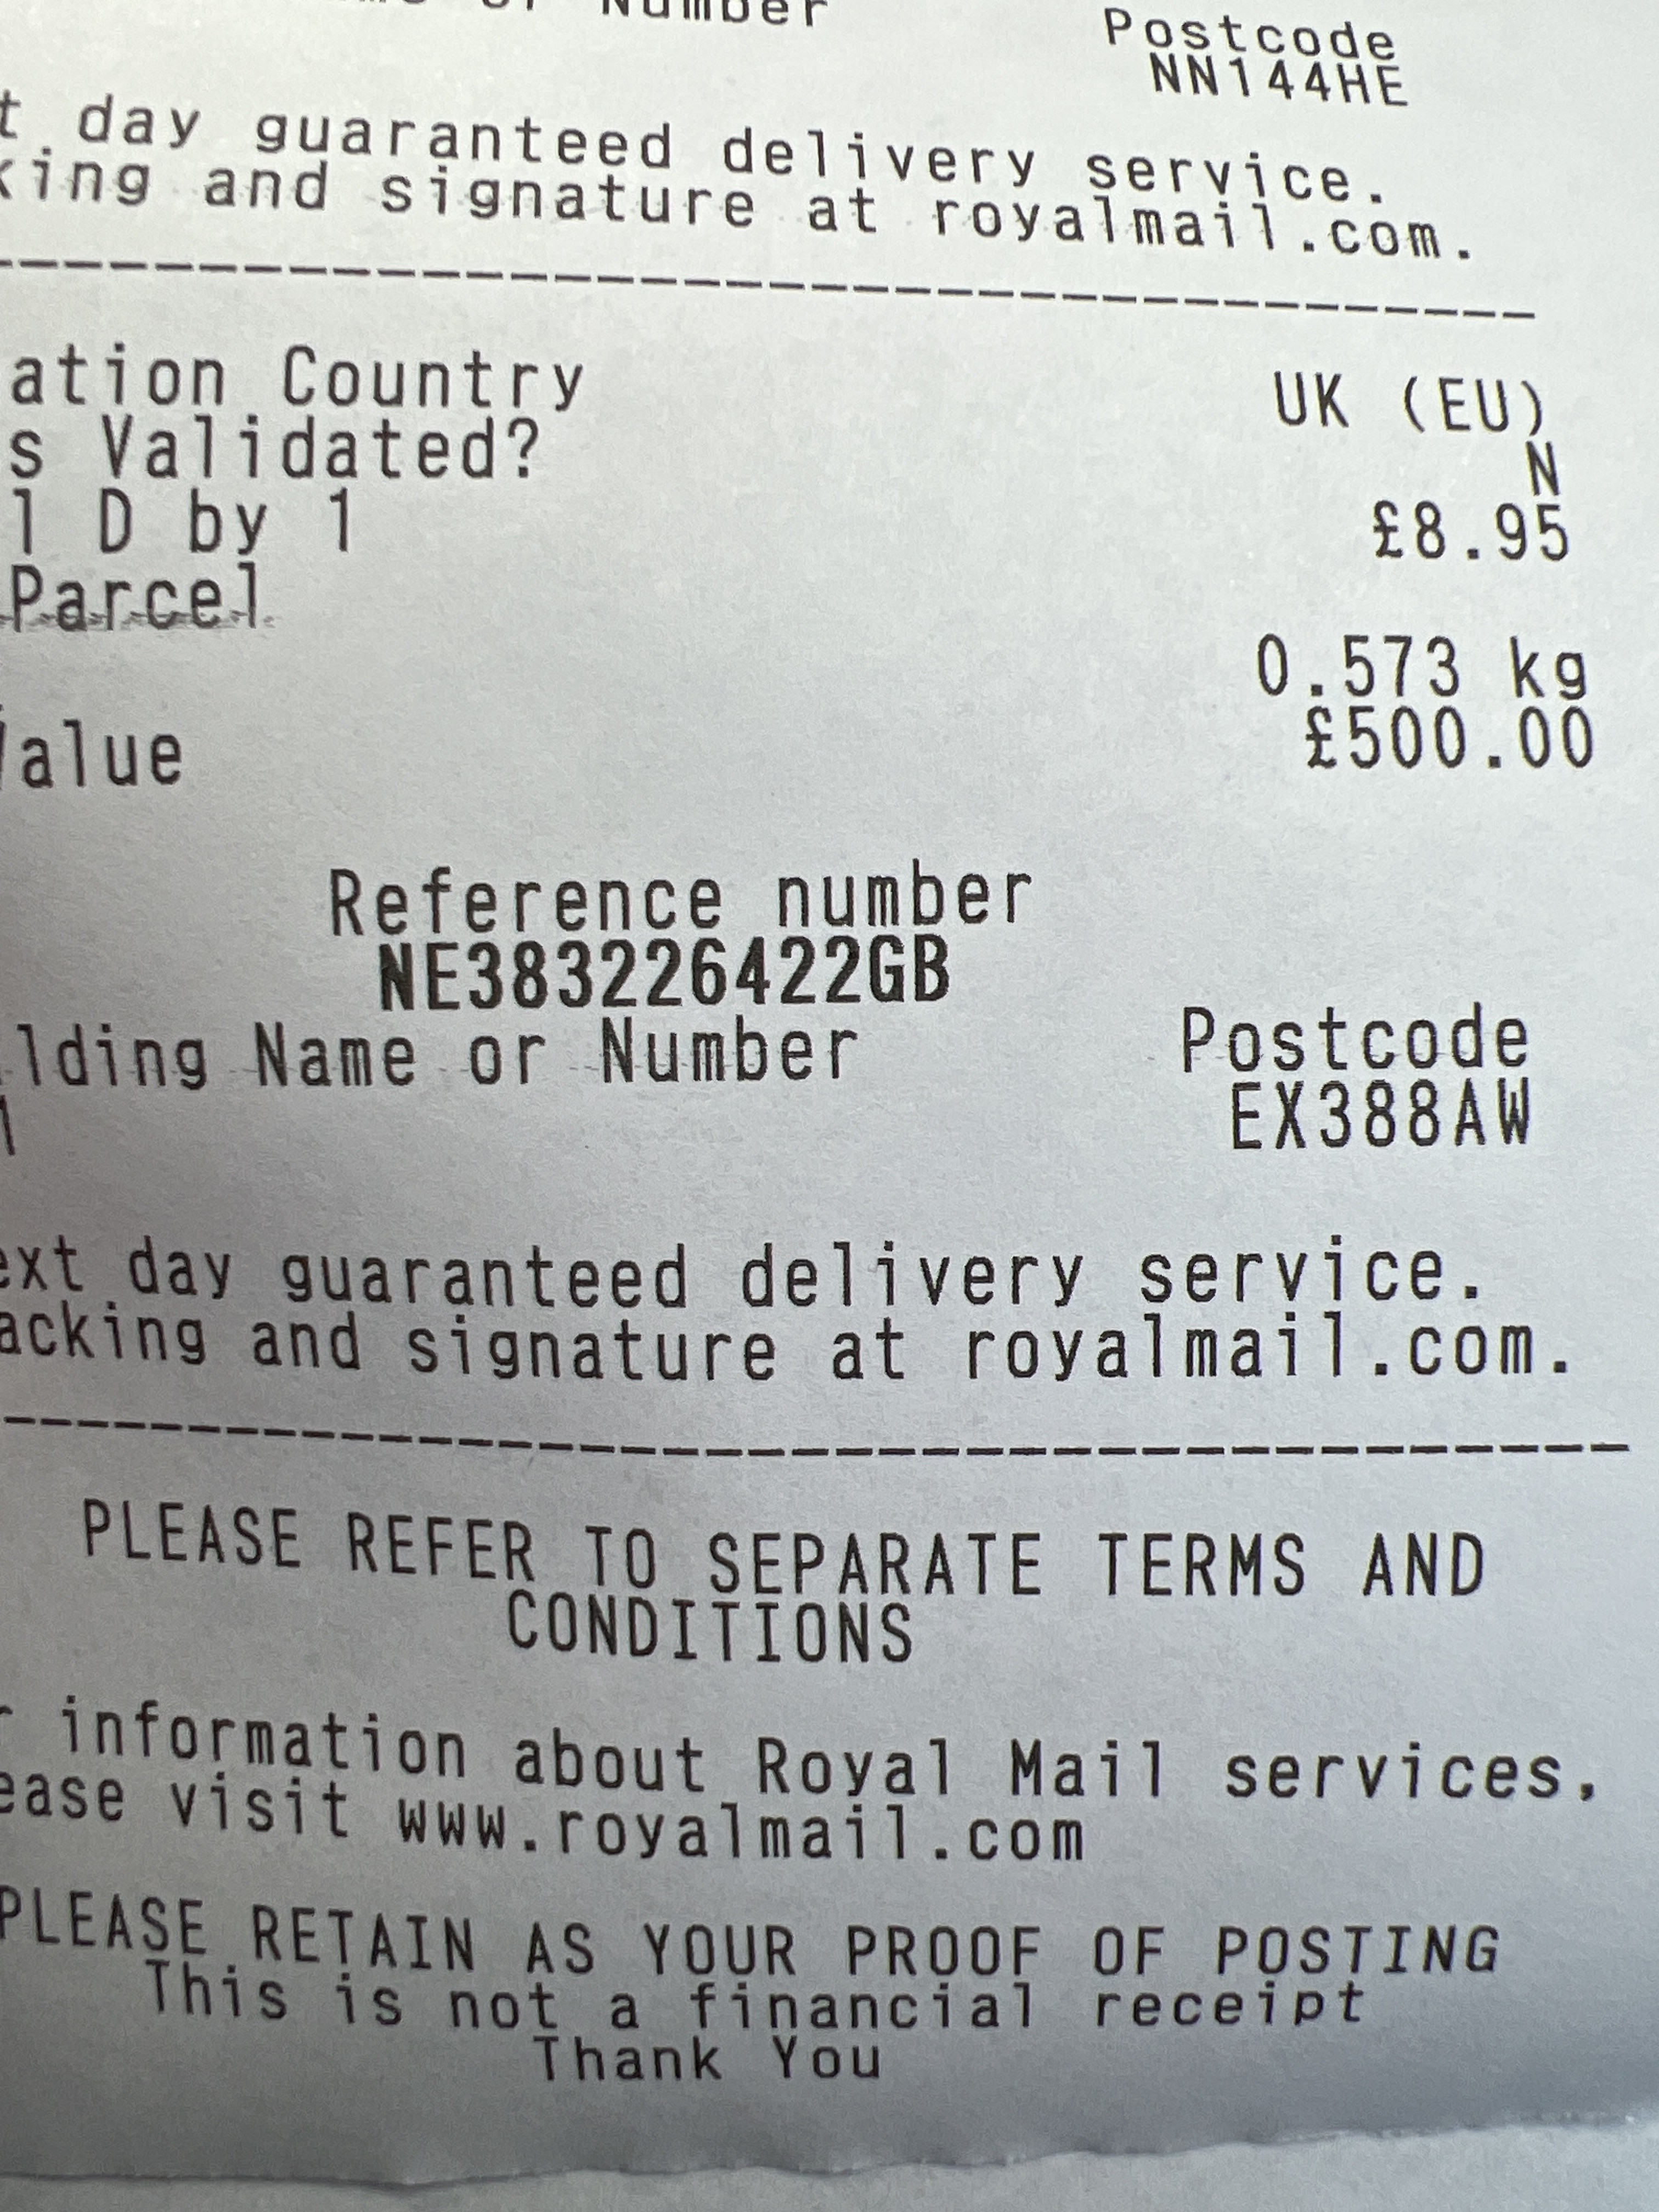 Number
Postcode
NN144HE
day guaranteed delivery service.
king and signature at royalmail.com.
ation Country UK (EU)
s Validated? N
1 D by 1 £8.95
Parcel
0.573 kg
Value £500.00
Reference number
NE383226422GB
lding Name or Number Postcode
EX388AW
ext day guaranteed delivery service.
acking and signature at royalmail.com.
PLEASE REFER TO SEPARATE TERMS AND
CONDITIONS
r information about Royal Mail services,
ease visit www.royalmail.com
PLEASE RETAIN AS YOUR PROOF OF POSTING
This is not a financial receipt
Thank You